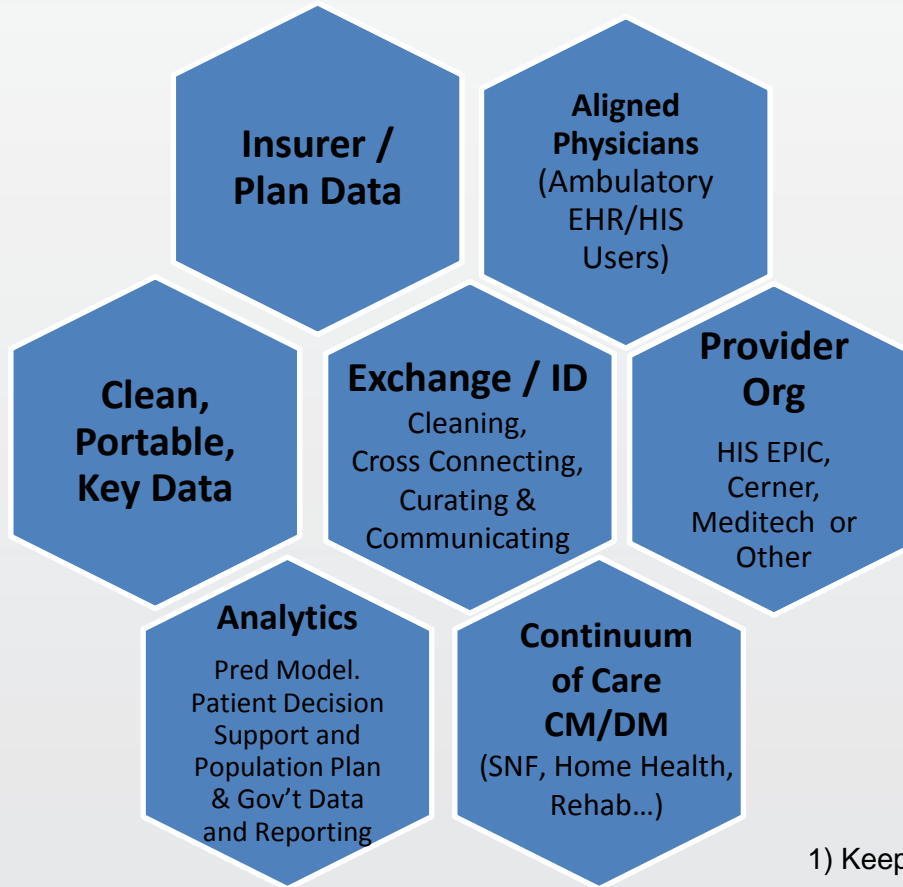 Insurer /
Plan Data
Aligned
Physicians
(Ambulatory
EHR/HIS
Users)
Clean,
Portable,
Key Data
Exchange / ID
Cleaning,
Cross Connecting,
Curating &
Communicating
Provider
Org
HIS EPIC,
Cerner,
Meditech or
Other
Analytics
Pred Model.
Patient Decision
Support and
Population Plan
& Gov't Data
and Reporting
Continuum
of Care
CM/DM
(SNF, Home Health,
Rehab...)
1) Keep